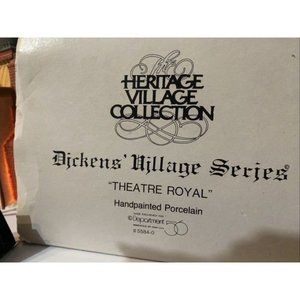 The
HERITAGE
VILLAGE
COLLECTION
Dickens' Village Series®
"THEATRE ROYAL"
Handpainted Porcelain
©Department 56
# 5584-0